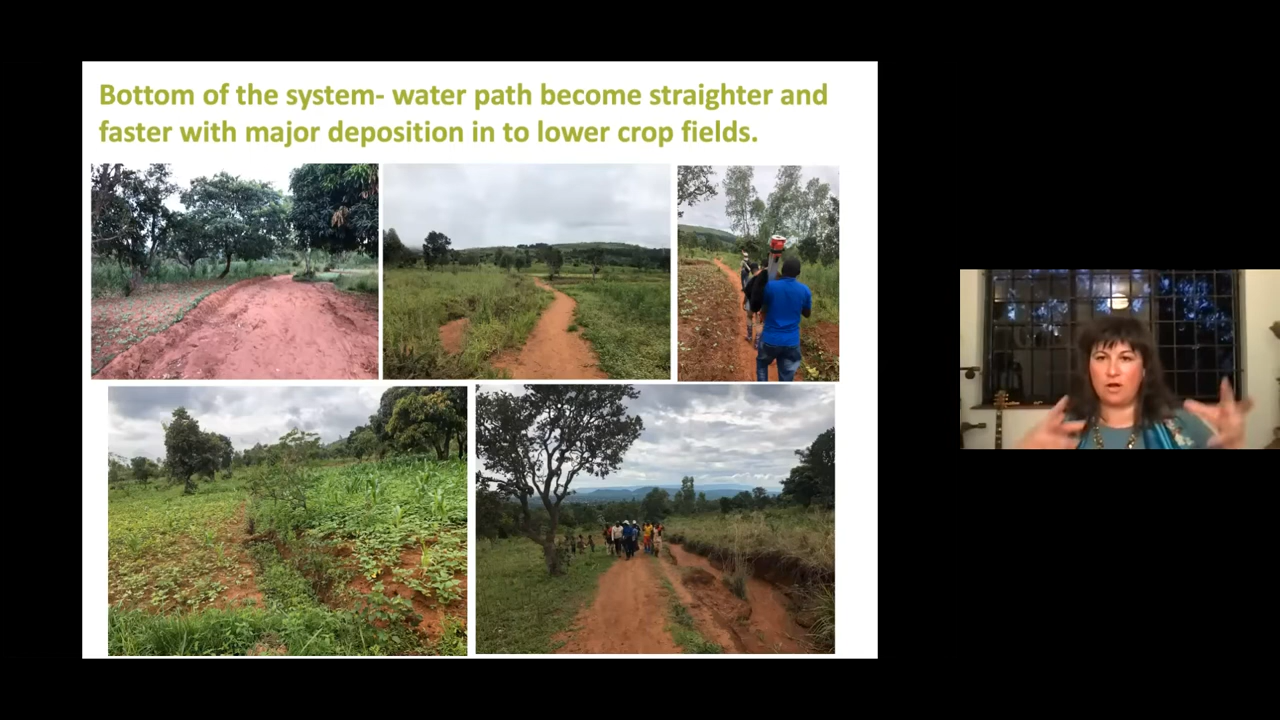 Bottom of the system- water path become straighter and
faster with major deposition in to lower crop fields.